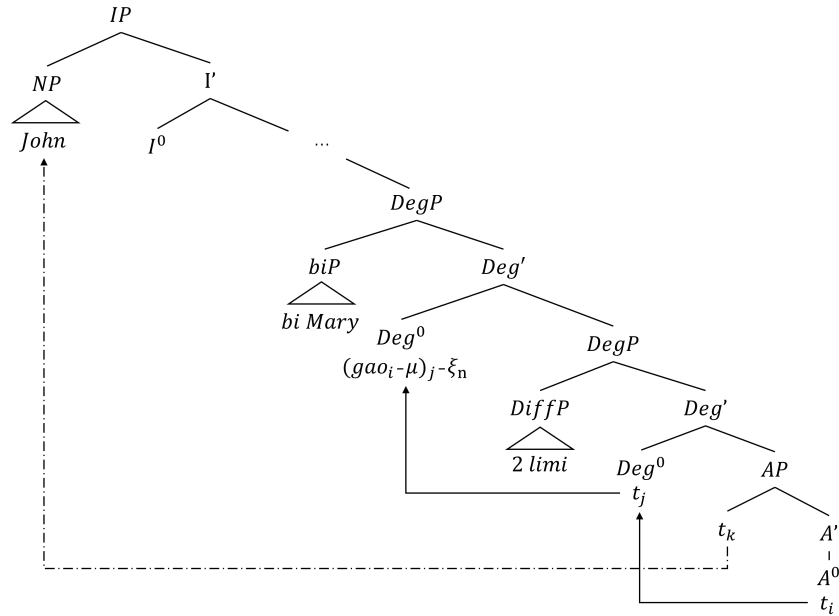 IP
NP
I’
John
I⁰
...
DegP
biP
Deg′
bi Mary
Deg⁰
DegP
(gaoᵢ-μ)ⱼ-ξₙ
DiffP
Deg’
2 limi
Deg⁰
AP
tⱼ
tₖ
A’
A⁰
tᵢ